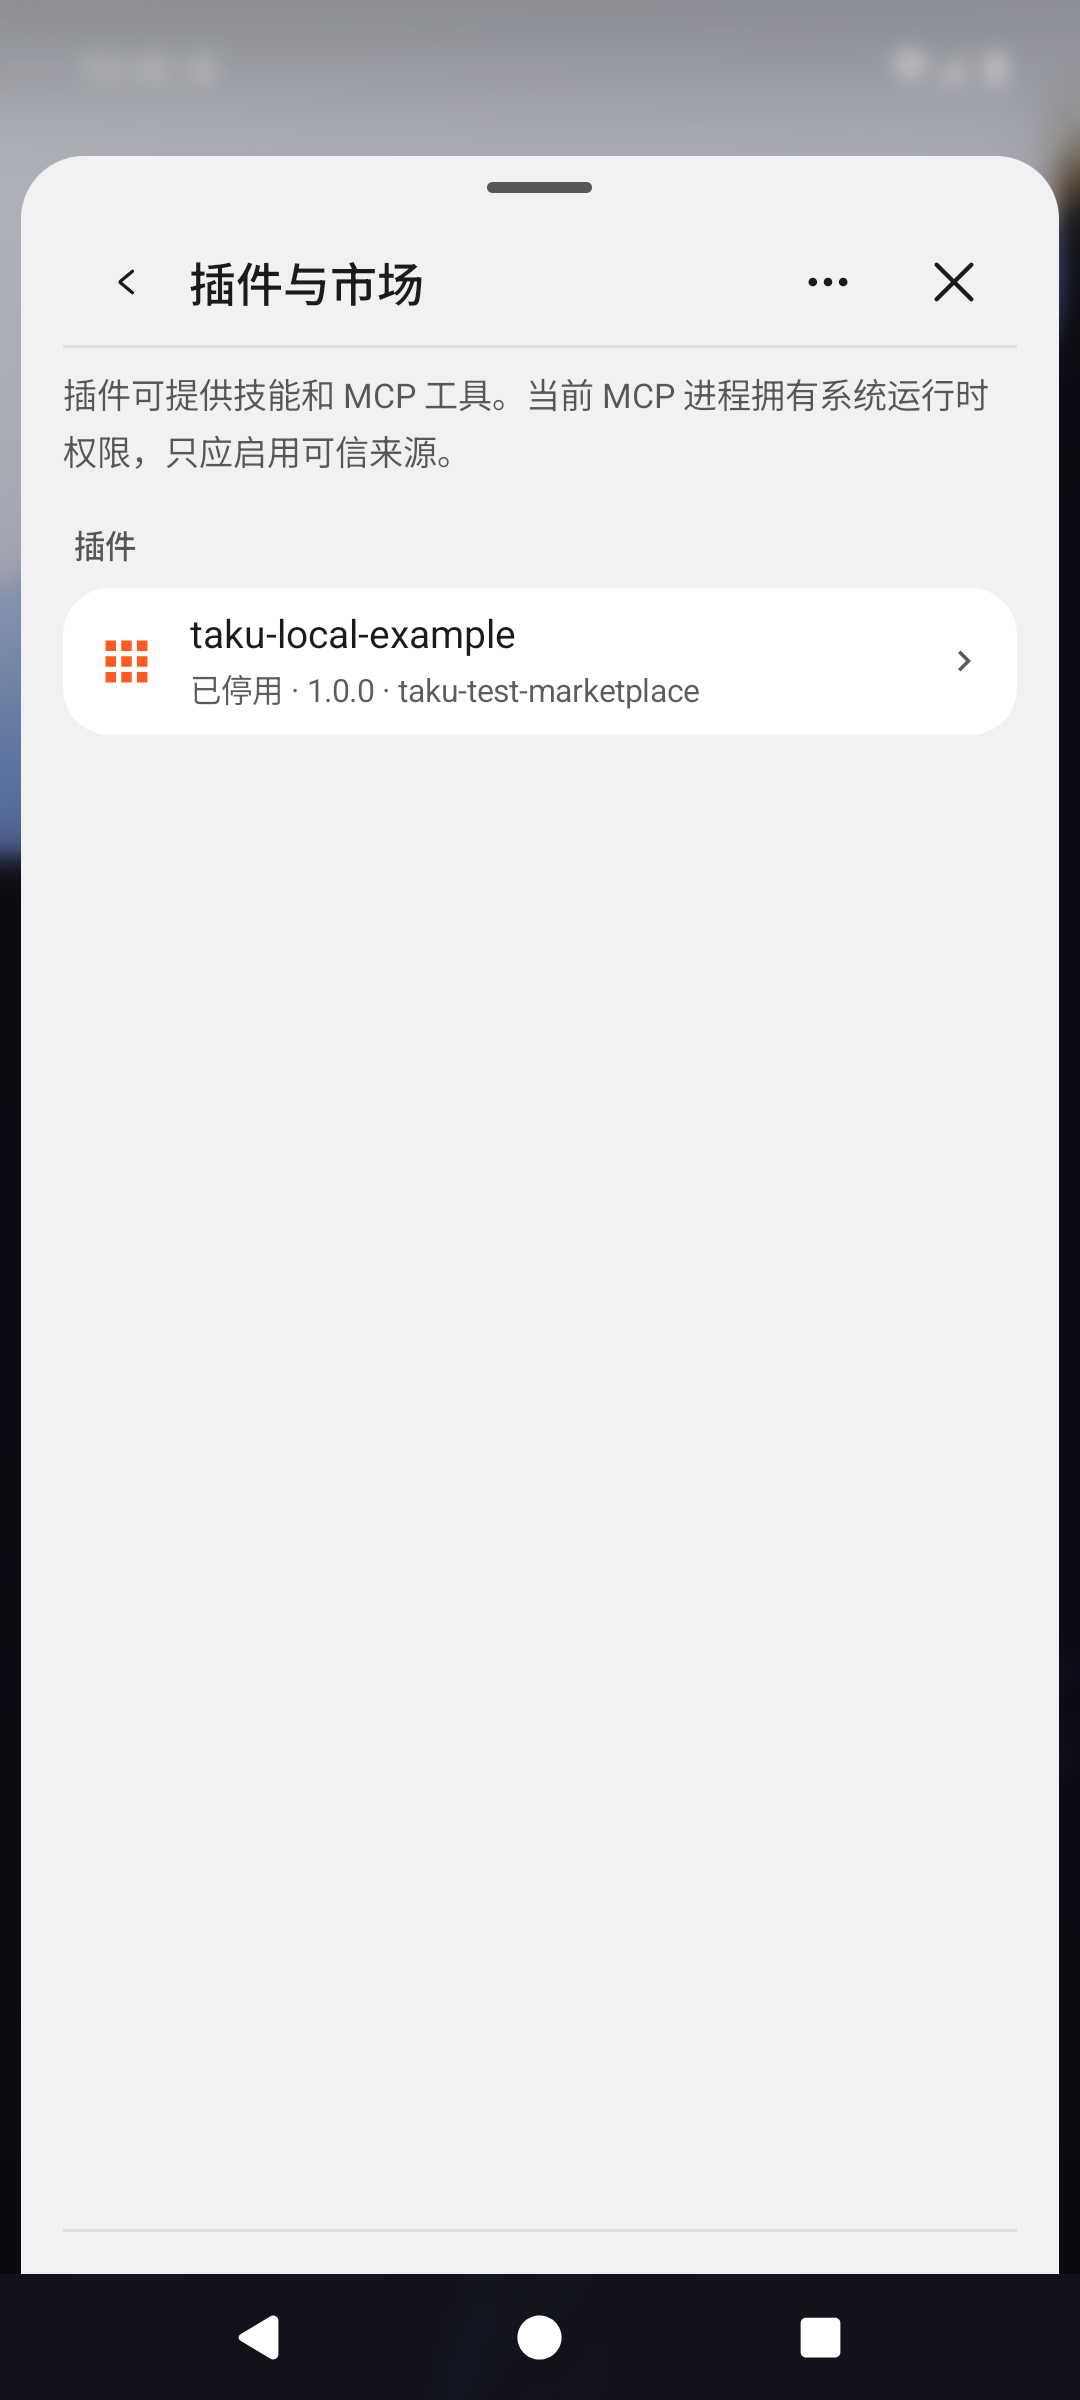 插件与市场
插件可提供技能和 MCP 工具。当前 MCP 进程拥有系统运行时
权限，只应启用可信来源。
插件
taku-local-example
已停用 · 1.0.0 · taku-test-marketplace